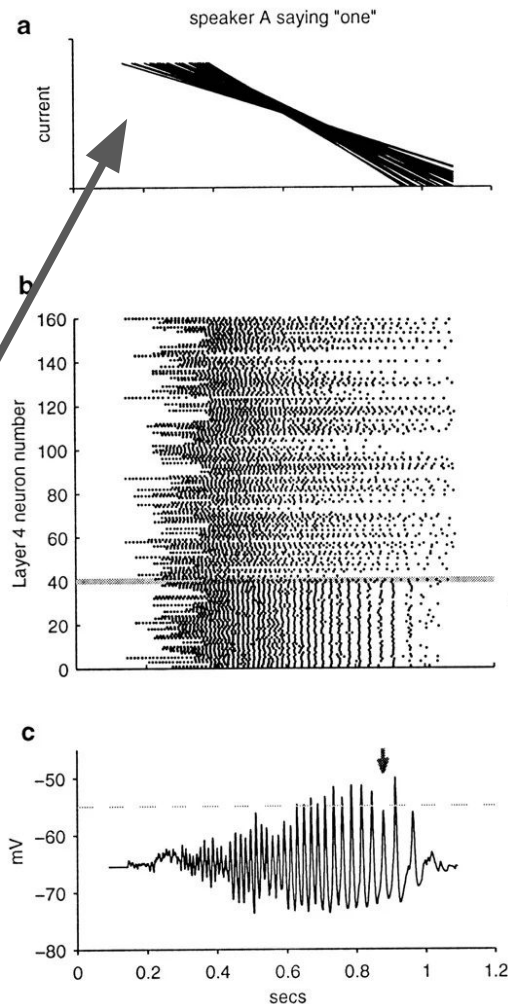 speaker A saying "one"
a
current
b
160
140
120
100
80
60
40
20
0
Layer 4 neuron number
c
−50
−60
−70
−80
mV
0
0.2
0.4
0.6
0.8
1
1.2
secs